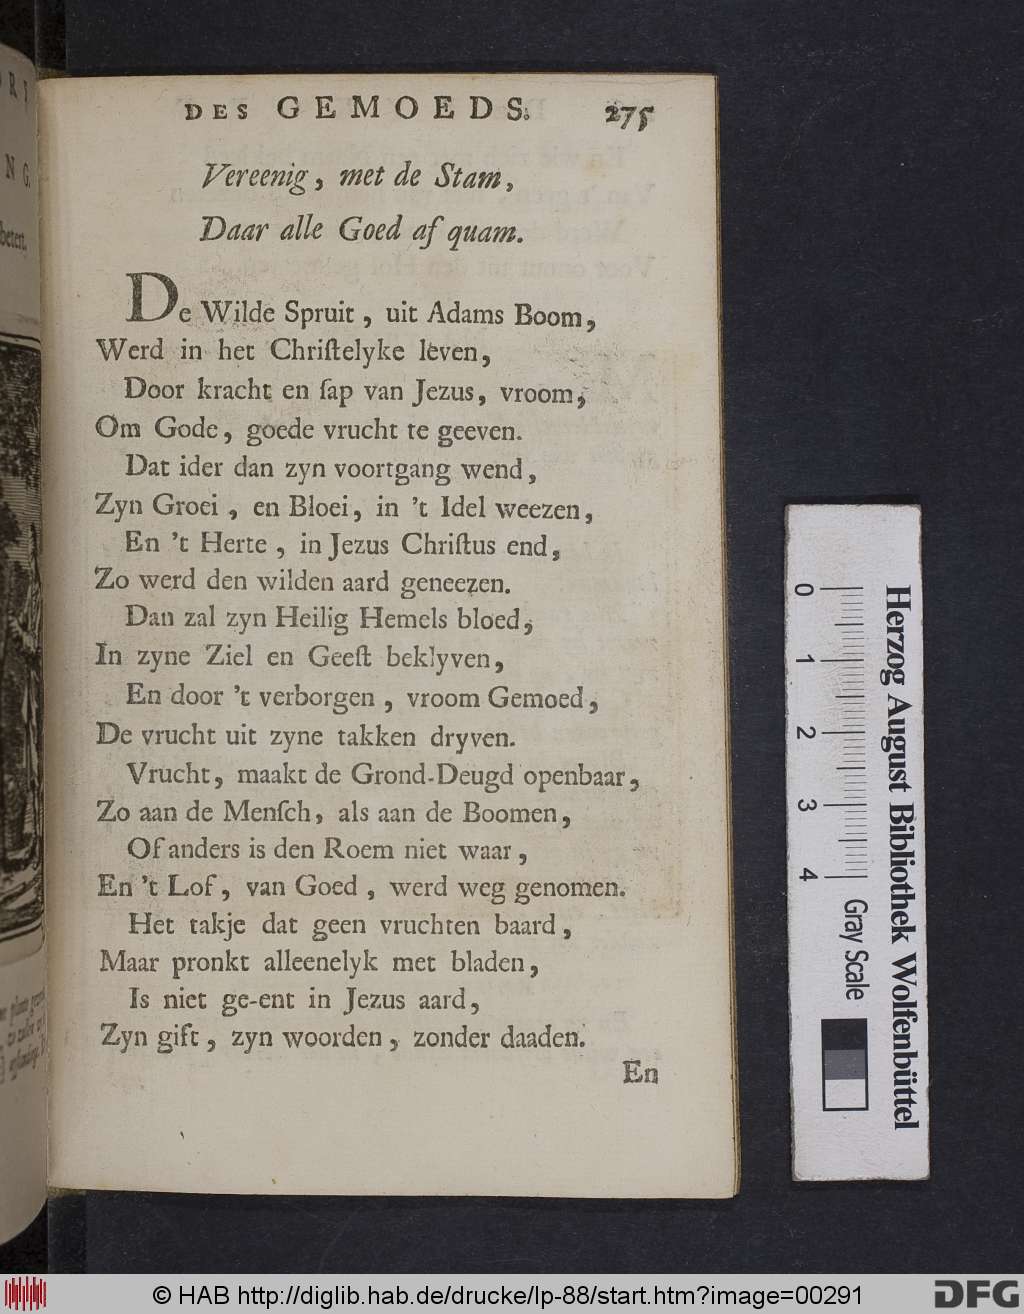 DES GEMOEDS. 275
Vereenig, met de Stam,
Daar alle Goed af quam.
De Wilde Spruit, uit Adams Boom,
Werd in het Chriſtelyke leven,
Door kracht en ſap van Jezus, vroom,
Om Gode, goede vrucht te geeven.
Dat ider dan zyn voortgang wend,
Zyn Groei, en Bloei, in 't Idel weezen,
En 't Herte, in Jezus Chriſtus end,
Zo werd den wilden aard geneezen.
Dan zal zyn Heilig Hemels bloed,
In zyne Ziel en Geeſt beklyven,
En door 't verborgen, vroom Gemoed,
De vrucht uit zyne takken dryven.
Vrucht, maakt de Grond-Deugd openbaar,
Zo aan de Menſch, als aan de Boomen,
Of anders is den Roem niet waar,
En 't Lof, van Goed, werd weg genomen.
Het takje dat geen vruchten baard,
Maar pronkt alleenelyk met bladen,
Is niet ge-ent in Jezus aard,
Zyn gift, zyn woorden, zonder daaden.
En
betert.
0 1 2 3 4
Gray Scale
Herzog August Bibliothek Wolfenbüttel
© HAB http://diglib.hab.de/drucke/lp-88/start.htm?image=00291
DFG